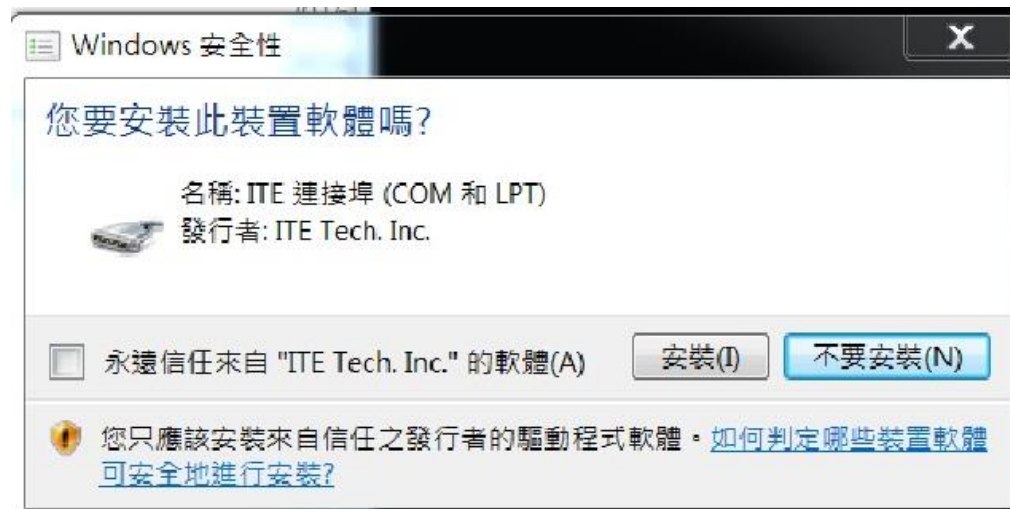 Windows 安全性
您要安裝此裝置軟體嗎?
名稱: ITE 連接埠 (COM 和 LPT)
發行者: ITE Tech. Inc.
永遠信任來自 "ITE Tech. Inc." 的軟體(A)
安裝(I)
不要安裝(N)
您只應該安裝來自信任之發行者的驅動程式軟體。如何判定哪些裝置軟體
可安全地進行安裝?